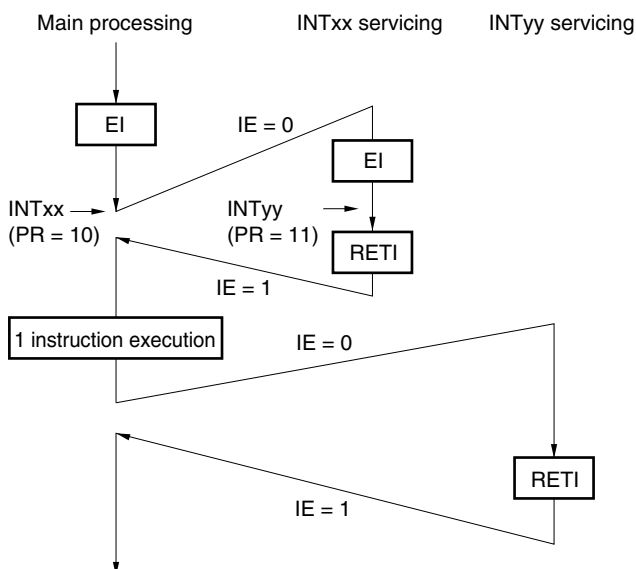 Main processing INTxx servicing INTyy servicing
EI
IE = 0
EI
INTxx
(PR = 10)
INTyy
(PR = 11)
RETI
IE = 1
1 instruction execution
IE = 0
RETI
IE = 1